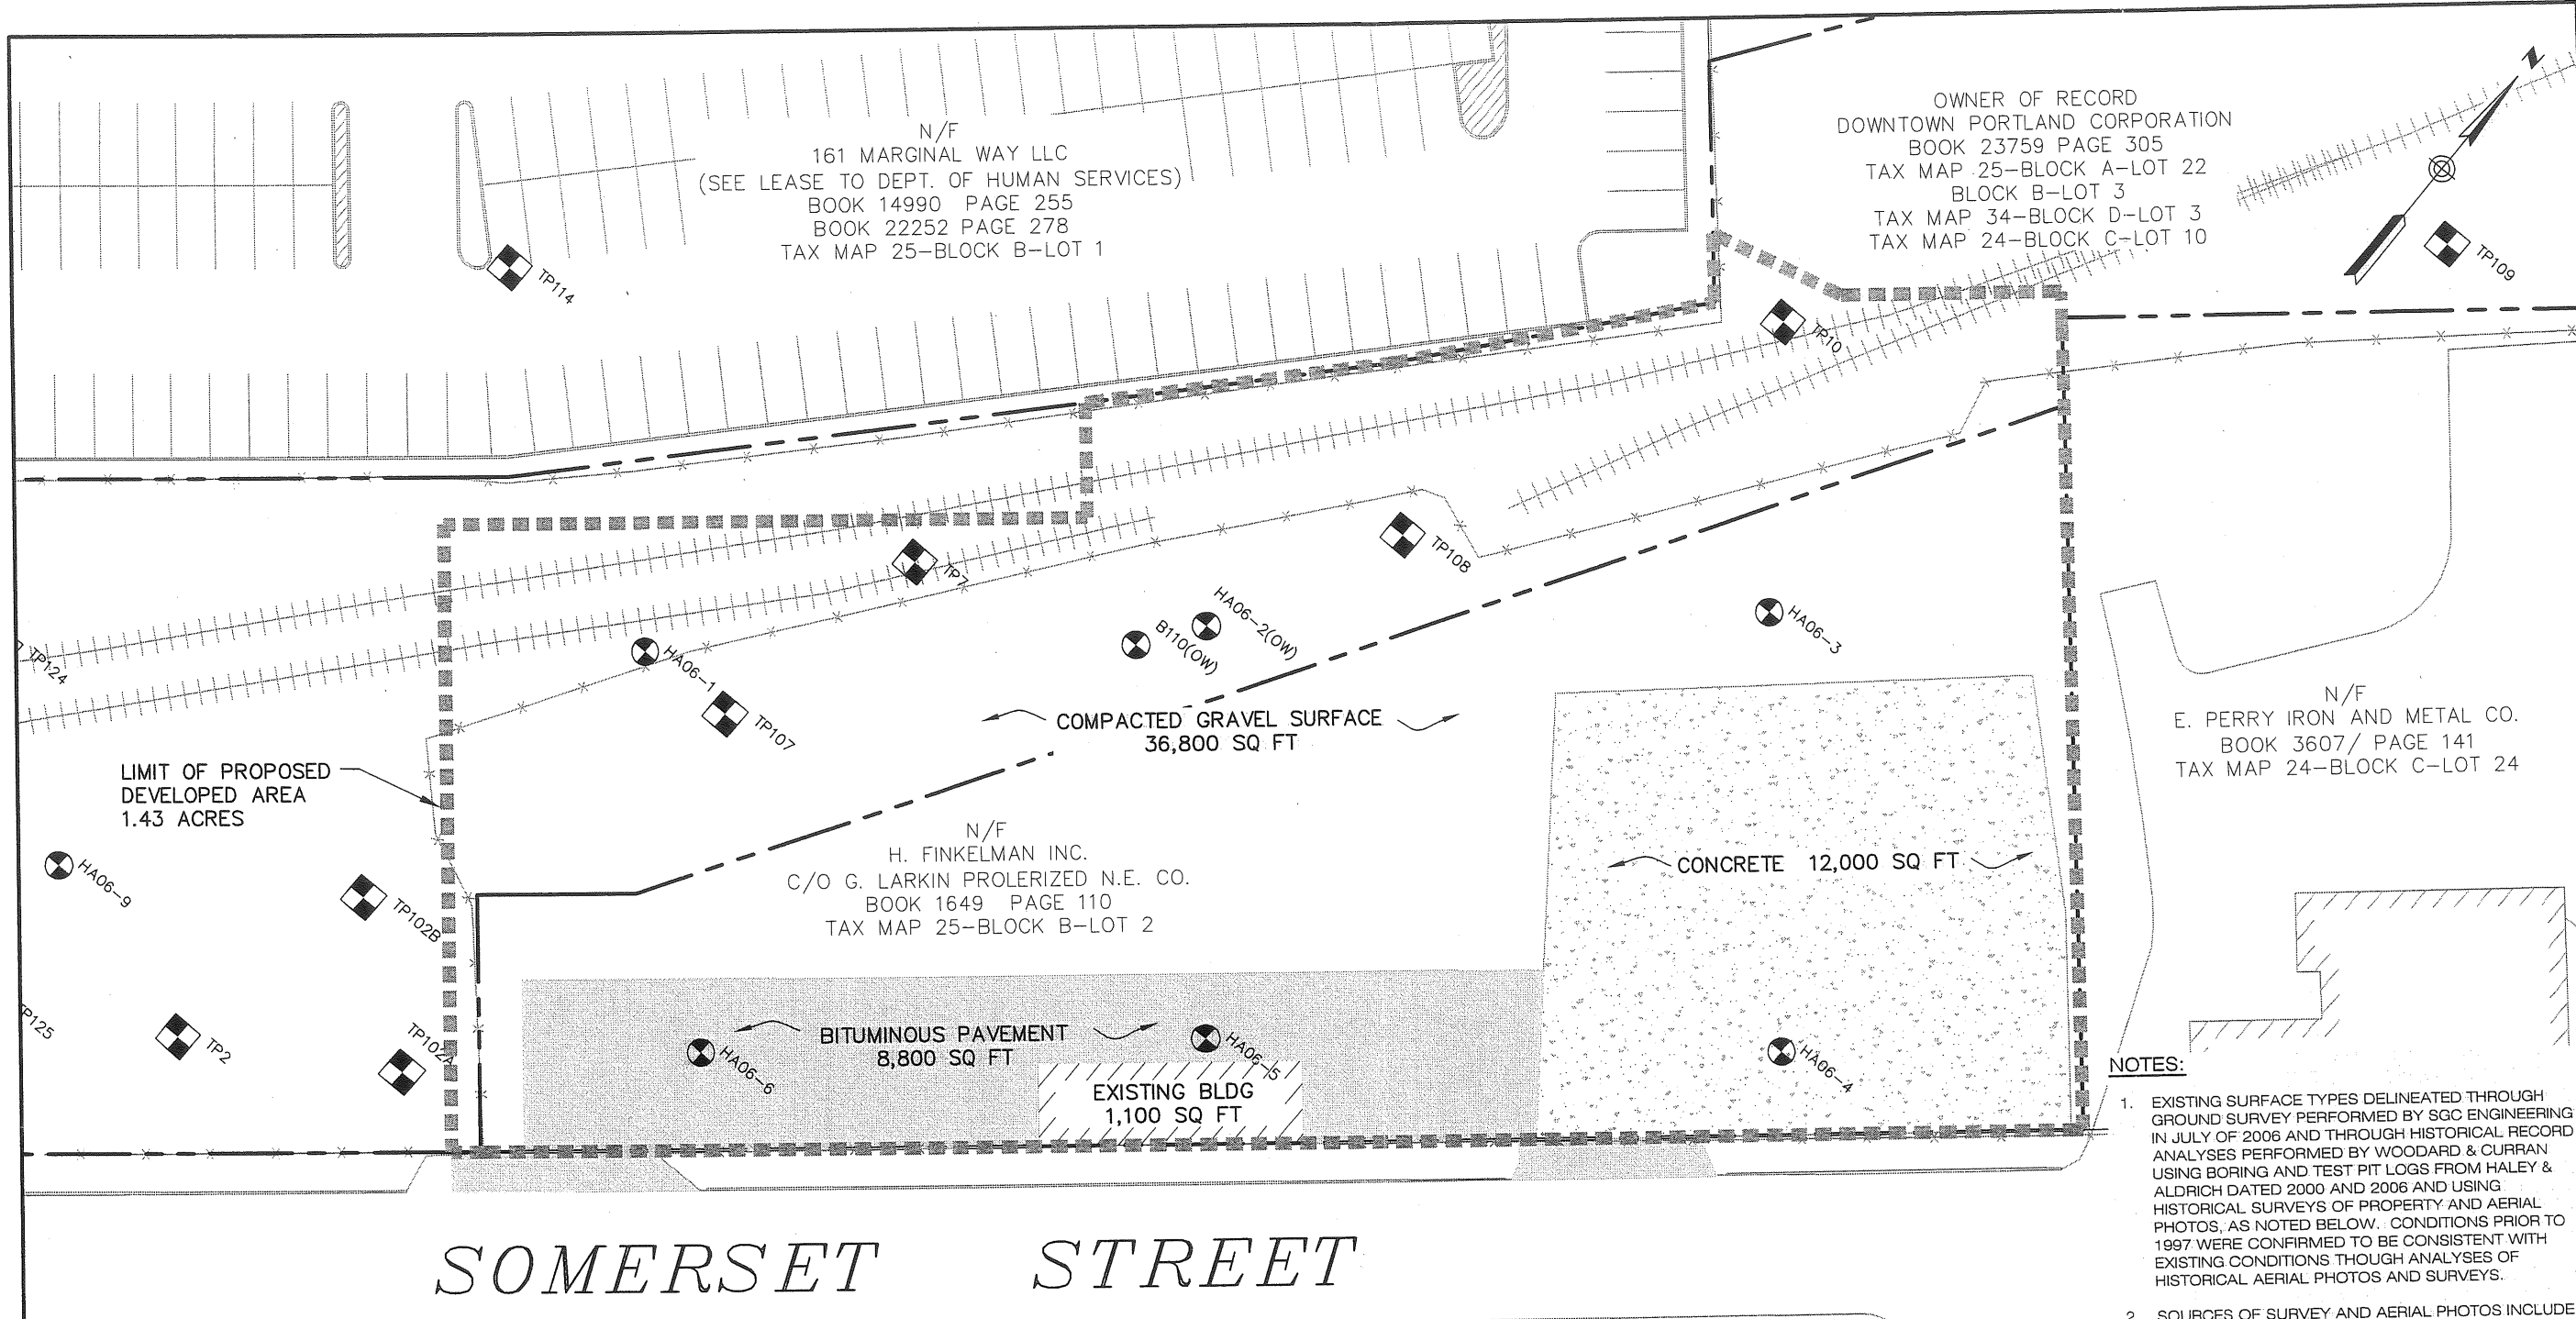 N/F
161 MARGINAL WAY LLC
(SEE LEASE TO DEPT. OF HUMAN SERVICES)
BOOK 14990 PAGE 255
BOOK 22252 PAGE 278
TAX MAP 25-BLOCK B-LOT 1
OWNER OF RECORD
DOWNTOWN PORTLAND CORPORATION
BOOK 23759 PAGE 305
TAX MAP 25-BLOCK A-LOT 22
BLOCK B-LOT 3
TAX MAP 34-BLOCK D-LOT 3
TAX MAP 24-BLOCK C-LOT 10
N
TP109
TP114
TP10
TP7
TP108
HA06-2(OW)
B110(OW)
HA06-3
HA06-1
TP107
TP124
COMPACTED GRAVEL SURFACE
36,800 SQ FT
N/F
E. PERRY IRON AND METAL CO.
BOOK 3607/ PAGE 141
TAX MAP 24-BLOCK C-LOT 24
LIMIT OF PROPOSED
DEVELOPED AREA
1.43 ACRES
N/F
H. FINKELMAN INC.
C/O G. LARKIN PROLERIZED N.E. CO.
BOOK 1649 PAGE 110
TAX MAP 25-BLOCK B-LOT 2
CONCRETE 12,000 SQ FT
HA06-9
TP102B
P125
TP2
TP102A
BITUMINOUS PAVEMENT
8,800 SQ FT
HA06-6
HA06-5
HA06-4
EXISTING BLDG
1,100 SQ FT
SOMERSET STREET
NOTES:
1. EXISTING SURFACE TYPES DELINEATED THROUGH
GROUND SURVEY PERFORMED BY SGC ENGINEERING
IN JULY OF 2006 AND THROUGH HISTORICAL RECORD
ANALYSES PERFORMED BY WOODARD & CURRAN
USING BORING AND TEST PIT LOGS FROM HALEY &
ALDRICH DATED 2000 AND 2006 AND USING
HISTORICAL SURVEYS OF PROPERTY AND AERIAL
PHOTOS, AS NOTED BELOW. CONDITIONS PRIOR TO
1997 WERE CONFIRMED TO BE CONSISTENT WITH
EXISTING CONDITIONS THOUGH ANALYSES OF
HISTORICAL AERIAL PHOTOS AND SURVEYS.
2. SOURCES OF SURVEY AND AERIAL PHOTOS INCLUDE